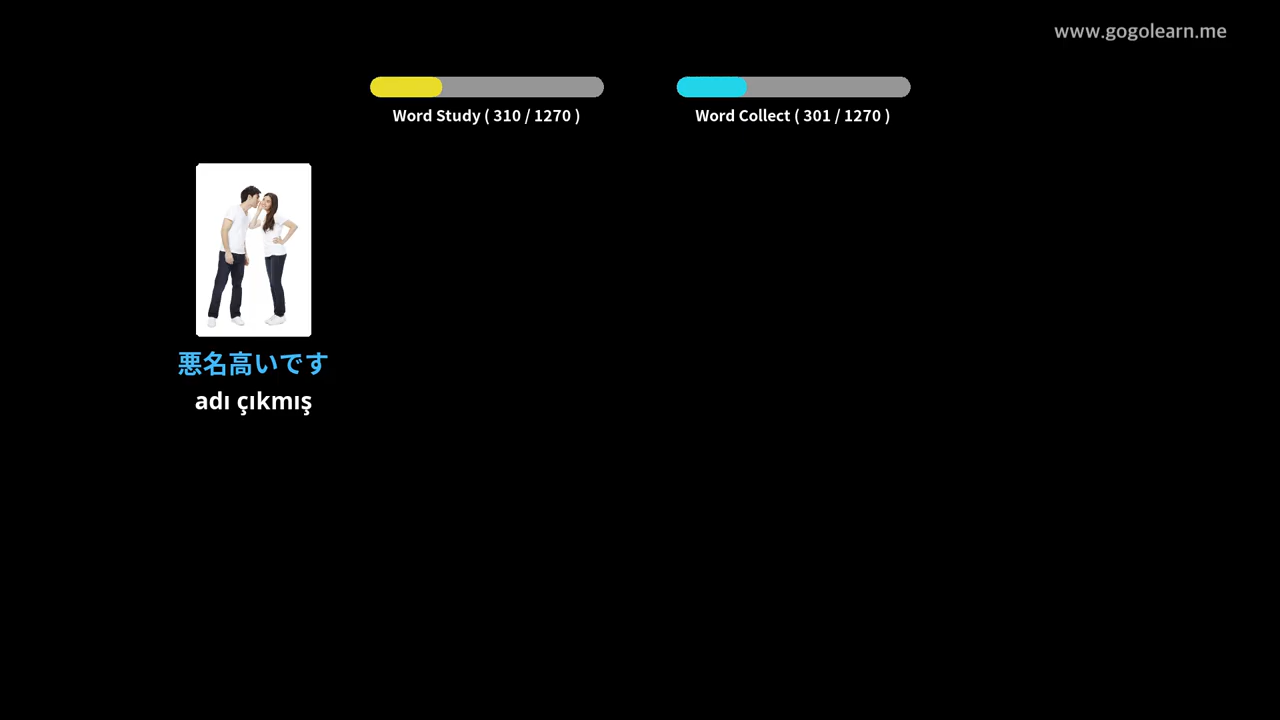 www.gogolearn.me
Word Study ( 310 / 1270 )
Word Collect ( 301 / 1270 )
悪名高いです
adı çıkmış